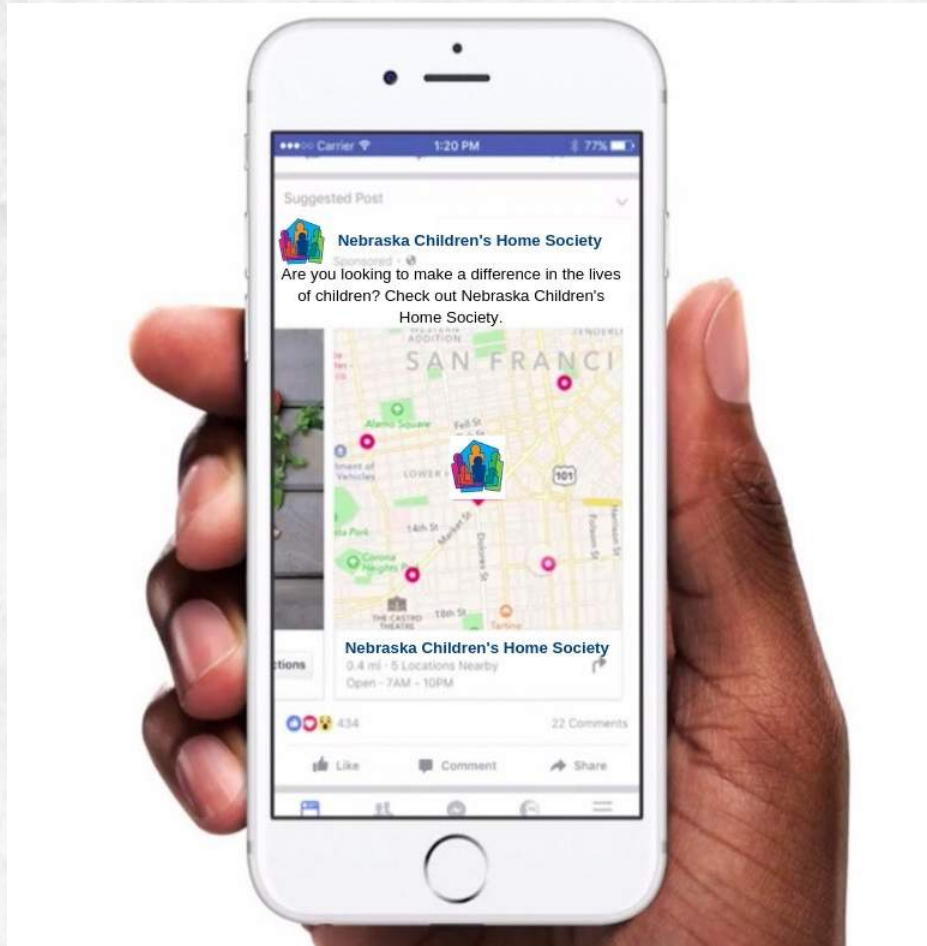 Carrier 1:20 PM 77%
Suggested Post
Nebraska Children's Home Society
Sponsored
Are you looking to make a difference in the lives
of children? Check out Nebraska Children's
Home Society.
WESTERN
ADDITION
SAN FRANCI
Alamo Square
Fell St
LOWER
101
Vehicles
14th St
Market St
Dolores St
Folsom St
Harrison St
Corona
Heights
THE CASTRO
THEATRE
18th St
Tartine
Nebraska Children's Home Society
0.4 mi · 5 Locations Nearby
Open · 7AM - 10PM
434
22 Comments
Like Comment Share